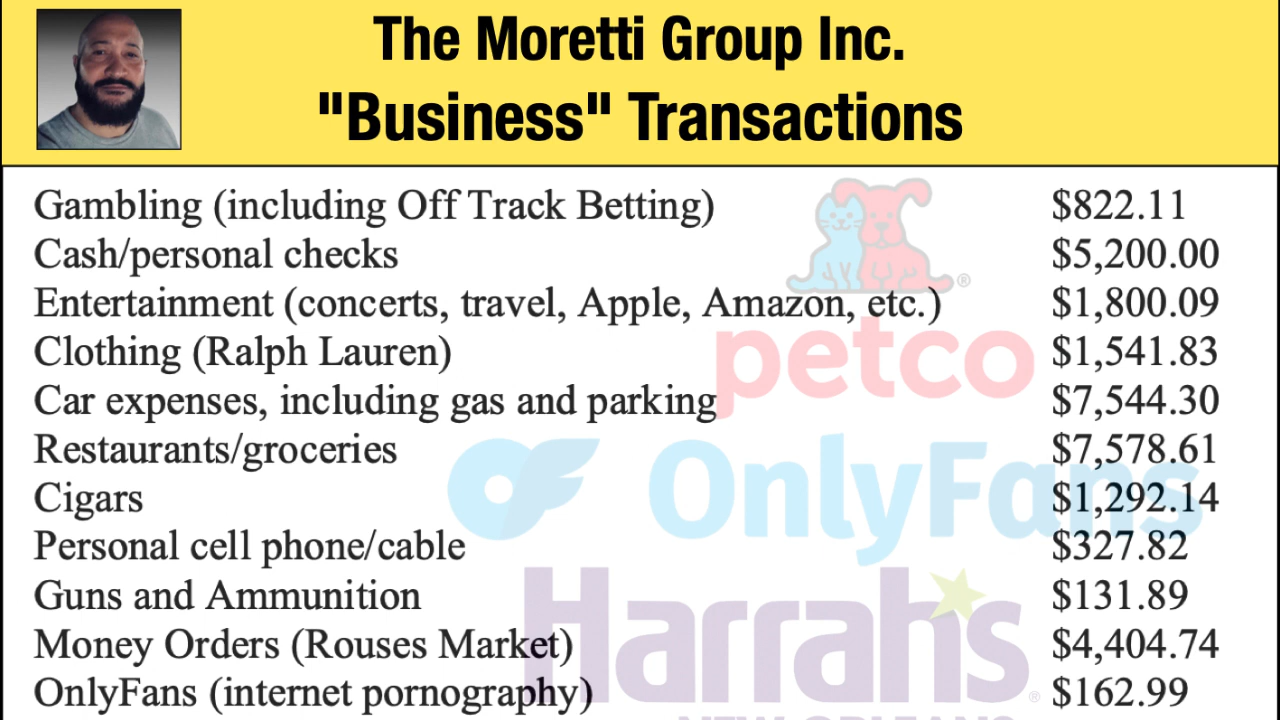 The Moretti Group Inc.
"Business" Transactions
Gambling (including Off Track Betting) $822.11
Cash/personal checks $5,200.00
Entertainment (concerts, travel, Apple, Amazon, etc.) $1,800.09
Clothing (Ralph Lauren) $1,541.83
Car expenses, including gas and parking $7,544.30
Restaurants/groceries $7,578.61
Cigars $1,292.14
Personal cell phone/cable $327.82
Guns and Ammunition $131.89
Money Orders (Rouses Market) $4,404.74
OnlyFans (internet pornography) $162.99
®
petco
OnlyFans
Harrah's
®
NEW ORLEANS